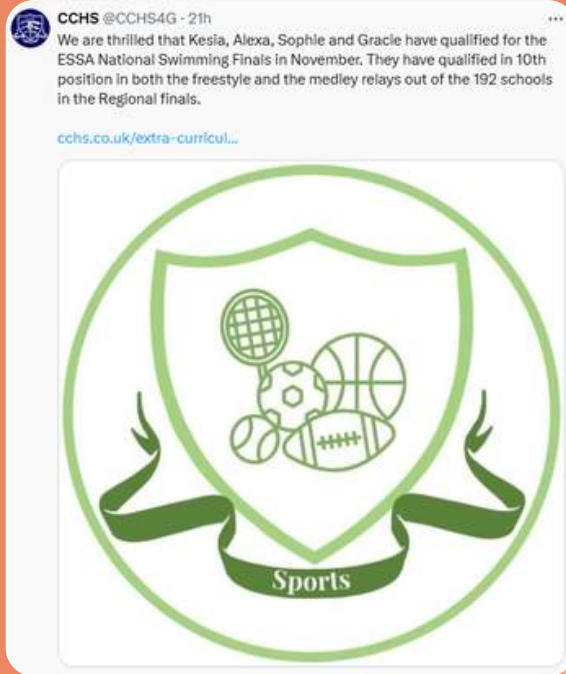 CCHS @CCHS4G · 21h
We are thrilled that Kesia, Alexa, Sophie and Gracie have qualified for the
ESSA National Swimming Finals in November. They have qualified in 10th
position in both the freestyle and the medley relays out of the 192 schools
in the Regional finals.
cchs.co.uk/extra-curricul...
Sports